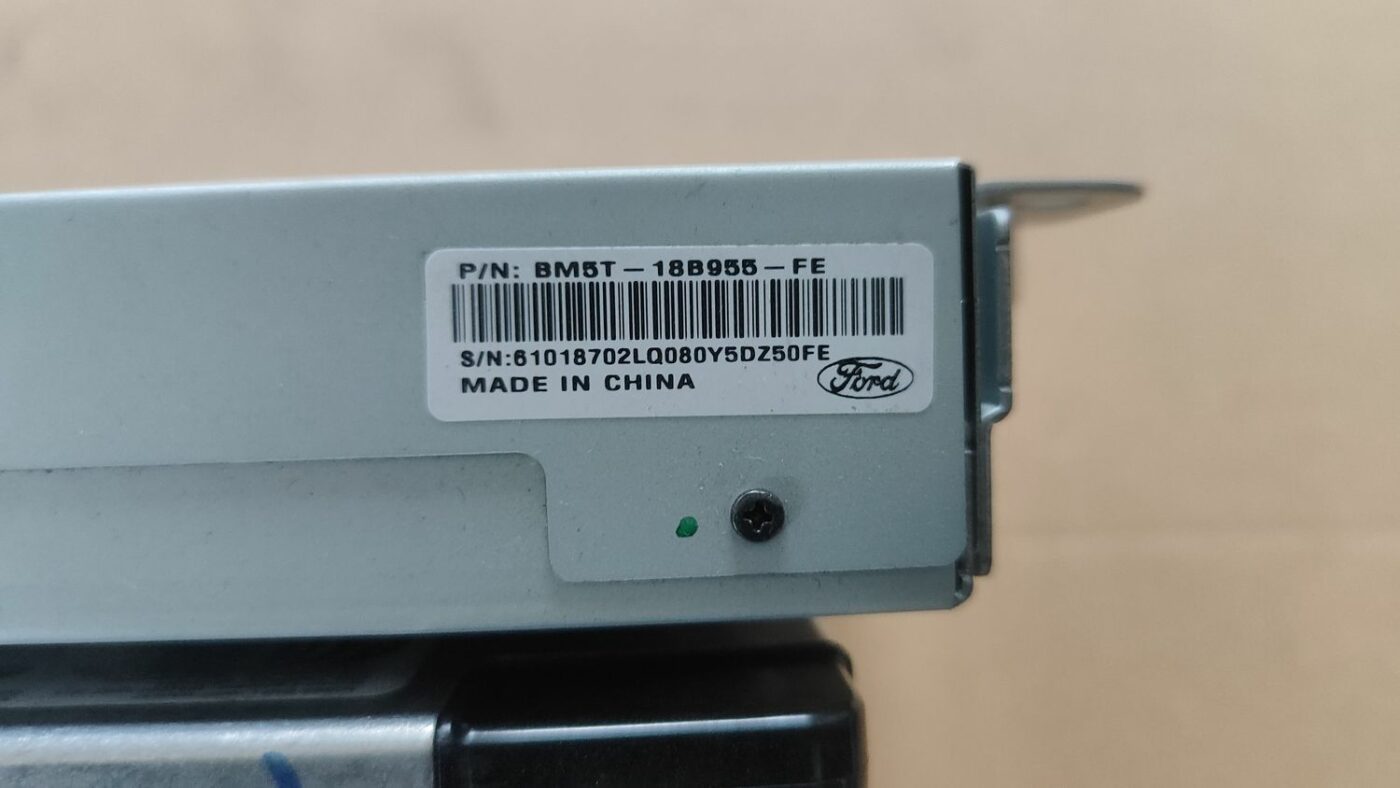 P/N: BM5T-18B955-FE
S/N:61018702LQ080Y5DZ50FE
MADE IN CHINA
Ford